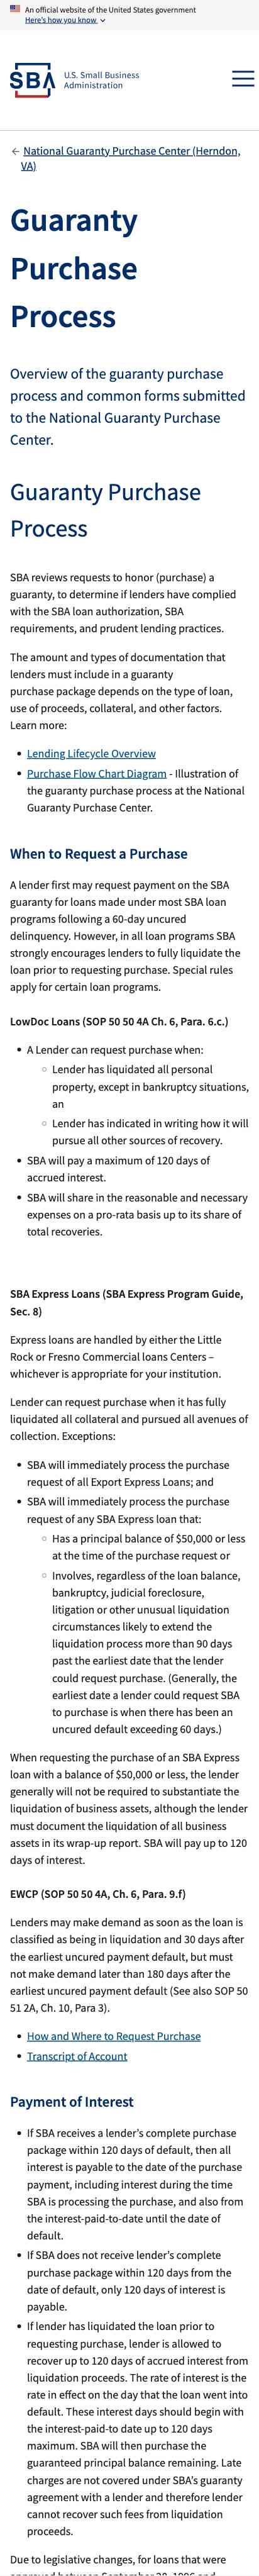 An official website of the United States government
Here's how you know
SBA
U.S. Small Business
Administration
National Guaranty Purchase Center (Herndon,
VA)
Guaranty
Purchase
Process
Overview of the guaranty purchase
process and common forms submitted
to the National Guaranty Purchase
Center.
Guaranty Purchase
Process
SBA reviews requests to honor (purchase) a
guaranty, to determine if lenders have complied
with the SBA loan authorization, SBA
requirements, and prudent lending practices.
The amount and types of documentation that
lenders must include in a guaranty
purchase package depends on the type of loan,
use of proceeds, collateral, and other factors.
Learn more:
Lending Lifecycle Overview
Purchase Flow Chart Diagram - Illustration of
the guaranty purchase process at the National
Guaranty Purchase Center.
When to Request a Purchase
A lender first may request payment on the SBA
guaranty for loans made under most SBA loan
programs following a 60-day uncured
delinquency. However, in all loan programs SBA
strongly encourages lenders to fully liquidate the
loan prior to requesting purchase. Special rules
apply for certain loan programs.
LowDoc Loans (SOP 50 50 4A Ch. 6, Para. 6.c.)
A Lender can request purchase when:
Lender has liquidated all personal
property, except in bankruptcy situations,
an
Lender has indicated in writing how it will
pursue all other sources of recovery.
SBA will pay a maximum of 120 days of
accrued interest.
SBA will share in the reasonable and necessary
expenses on a pro-rata basis up to its share of
total recoveries.
SBA Express Loans (SBA Express Program Guide,
Sec. 8)
Express loans are handled by either the Little
Rock or Fresno Commercial loans Centers –
whichever is appropriate for your institution.
Lender can request purchase when it has fully
liquidated all collateral and pursued all avenues of
collection. Exceptions:
SBA will immediately process the purchase
request of all Export Express Loans; and
SBA will immediately process the purchase
request of any SBA Express loan that:
Has a principal balance of $50,000 or less
at the time of the purchase request or
Involves, regardless of the loan balance,
bankruptcy, judicial foreclosure,
litigation or other unusual liquidation
circumstances likely to extend the
liquidation process more than 90 days
past the earliest date that the lender
could request purchase. (Generally, the
earliest date a lender could request SBA
to purchase is when there has been an
uncured default exceeding 60 days.)
When requesting the purchase of an SBA Express
loan with a balance of $50,000 or less, the lender
generally will not be required to substantiate the
liquidation of business assets, although the lender
must document the liquidation of all business
assets in its wrap-up report. SBA will pay up to 120
days of interest.
EWCP (SOP 50 50 4A, Ch. 6, Para. 9.f)
Lenders may make demand as soon as the loan is
classified as being in liquidation and 30 days after
the earliest uncured payment default, but must
not make demand later than 180 days after the
earliest uncured payment default (See also SOP 50
51 2A, Ch. 10, Para 3).
How and Where to Request Purchase
Transcript of Account
Payment of Interest
If SBA receives a lender's complete purchase
package within 120 days of default, then all
interest is payable to the date of the purchase
payment, including interest during the time
SBA is processing the purchase, and also from
the interest-paid-to-date until the date of
default.
If SBA does not receive lender's complete
purchase package within 120 days from the
date of default, only 120 days of interest is
payable.
If lender has liquidated the loan prior to
requesting purchase, lender is allowed to
recover up to 120 days of accrued interest from
liquidation proceeds. The rate of interest is the
rate in effect on the day that the loan went into
default. These interest days should begin with
the interest-paid-to date up to 120 days
maximum. SBA will then purchase the
guaranteed principal balance remaining. Late
charges are not covered under SBA's guaranty
agreement with a lender and therefore lender
cannot recover such fees from liquidation
proceeds.
Due to legislative changes, for loans that were